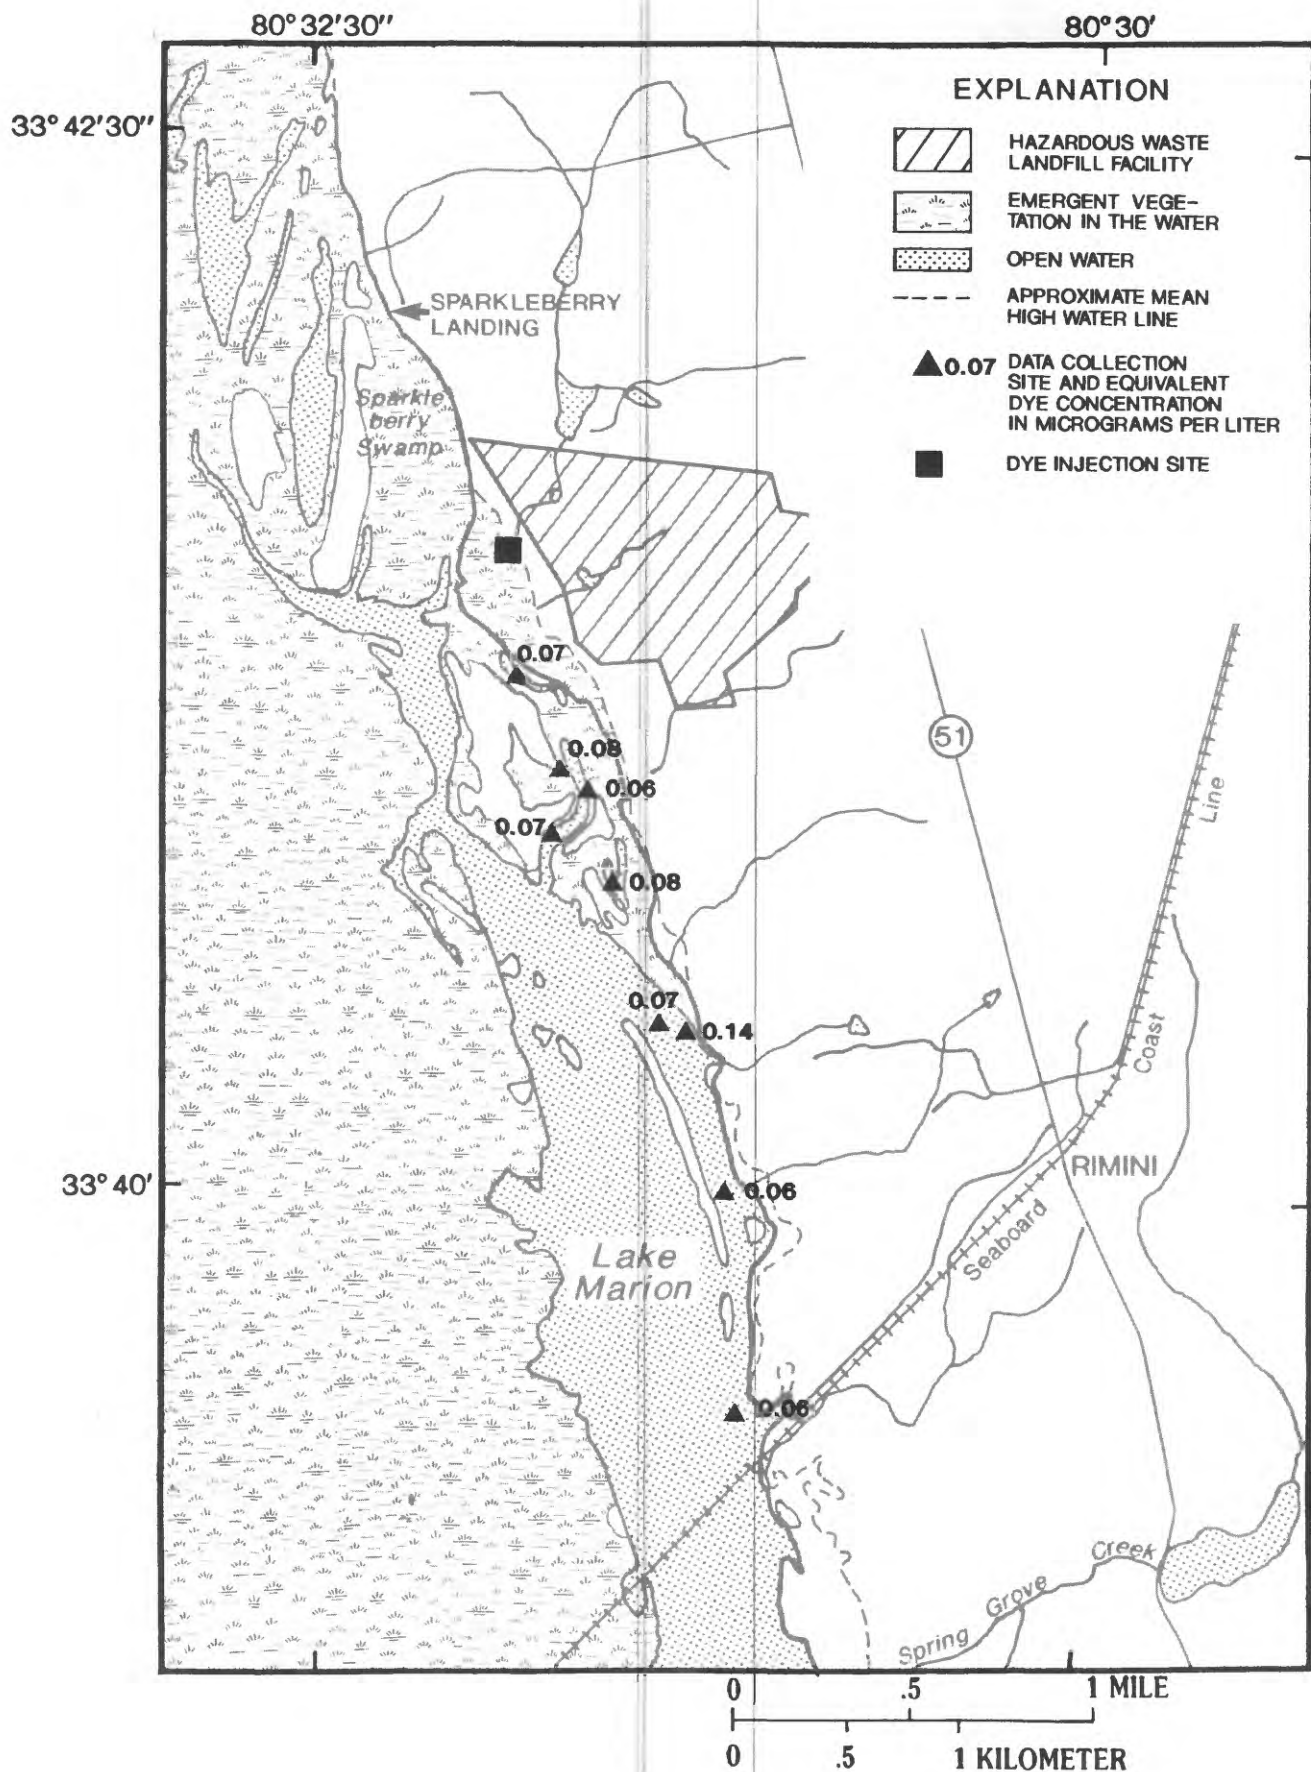 80°32'30"
80°30'
33°42'30"
EXPLANATION
HAZARDOUS WASTE
LANDFILL FACILITY
EMERGENT VEGE-
TATION IN THE WATER
OPEN WATER
APPROXIMATE MEAN
HIGH WATER LINE
0.07 DATA COLLECTION
SITE AND EQUIVALENT
DYE CONCENTRATION
IN MICROGRAMS PER LITER
DYE INJECTION SITE
SPARKLEBERRY
LANDING
Sparkle
berry
Swamp
0.07
51
0.08
0.06
Line
0.07
0.08
0.07
0.14
Coast
33°40'
RIMINI
0.06
Seaboard
Lake
Marion
0.06
Creek
Grove
Spring
0 .5 1 MILE
0 .5 1 KILOMETER